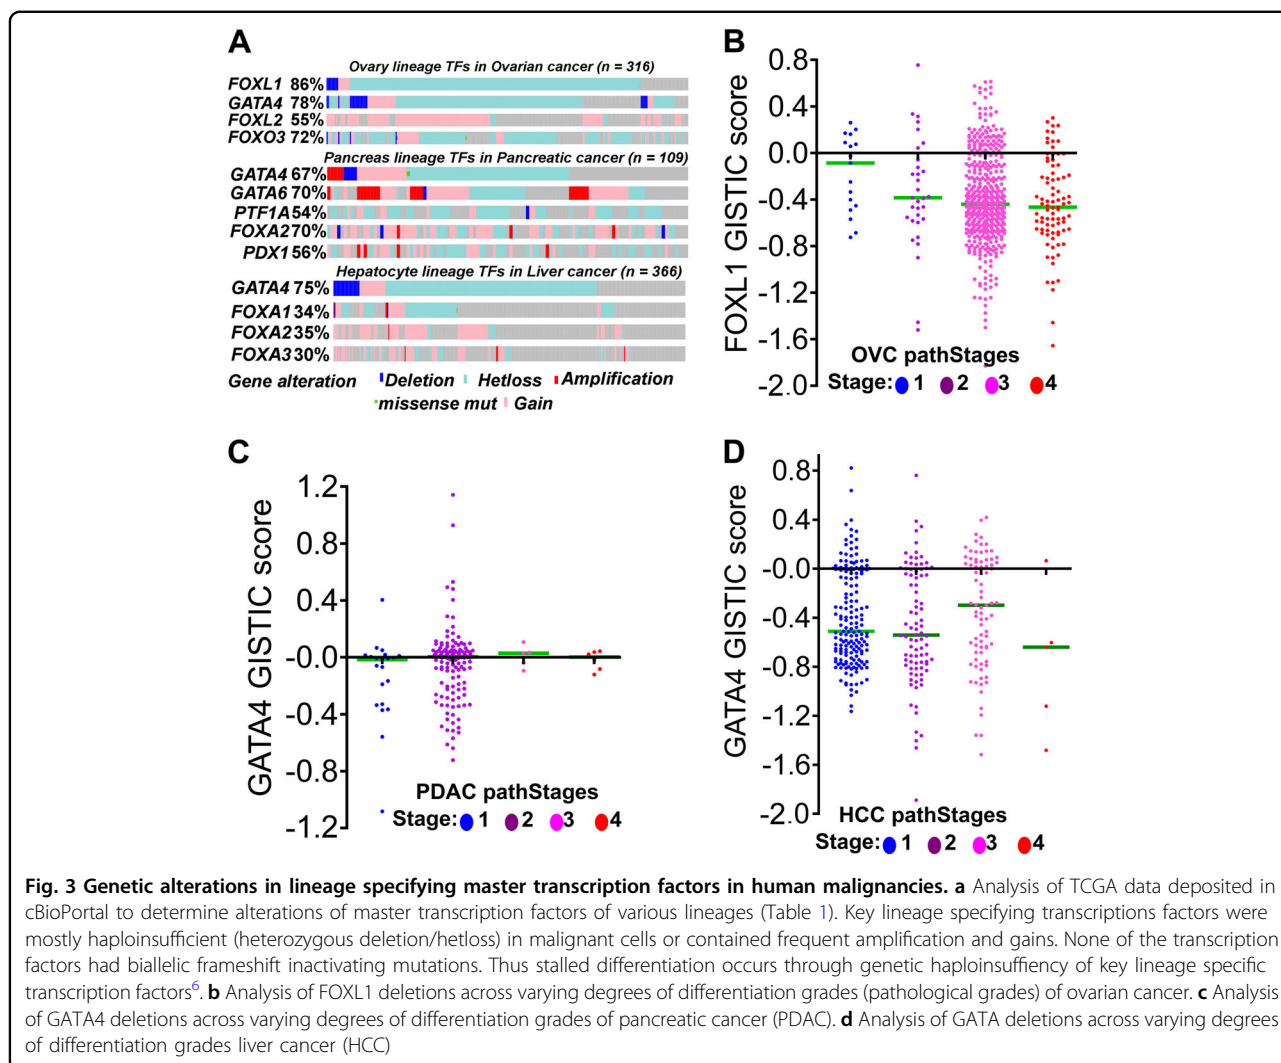 A
Ovary lineage TFs in Ovarian cancer (n = 316)
FOXL1 86%
GATA4 78%
FOXL2 55%
FOXO3 72%
Pancreas lineage TFs in Pancreatic cancer (n = 109)
GATA4 67%
GATA6 70%
PTF1A54%
FOXA270%
PDX1 56%
Hepatocyte lineage TFs in Liver cancer (n = 366)
GATA4 75%
FOXA134%
FOXA235%
FOXA330%
Gene alteration Deletion Hetloss Amplification
missense mut Gain
B
FOXL1 GISTIC score
0.8
0.4
0.0
-0.4
-0.8
-1.2
-1.6
-2.0
OVC pathStages
Stage: 1 2 3 4
C
GATA4 GISTIC score
1.2
0.8
0.4
-0.0
-0.4
-0.8
-1.2
PDAC pathStages
Stage: 1 2 3 4
D
GATA4 GISTIC score
0.8
0.4
-0.0
-0.4
-0.8
-1.2
-1.6
-2.0
HCC pathStages
Stage: 1 2 3 4
Fig. 3 Genetic alterations in lineage specifying master transcription factors in human malignancies. a Analysis of TCGA data deposited in
cBioPortal to determine alterations of master transcription factors of various lineages (Table 1). Key lineage specifying transcriptions factors were
mostly haploinsufficient (heterozygous deletion/hetloss) in malignant cells or contained frequent amplification and gains. None of the transcription
factors had biallelic frameshift inactivating mutations. Thus stalled differentiation occurs through genetic haploinsuffiency of key lineage specific
transcription factors6. b Analysis of FOXL1 deletions across varying degrees of differentiation grades (pathological grades) of ovarian cancer. c Analysis
of GATA4 deletions across varying degrees of differentiation grades of pancreatic cancer (PDAC). d Analysis of GATA deletions across varying degrees
of differentiation grades liver cancer (HCC)